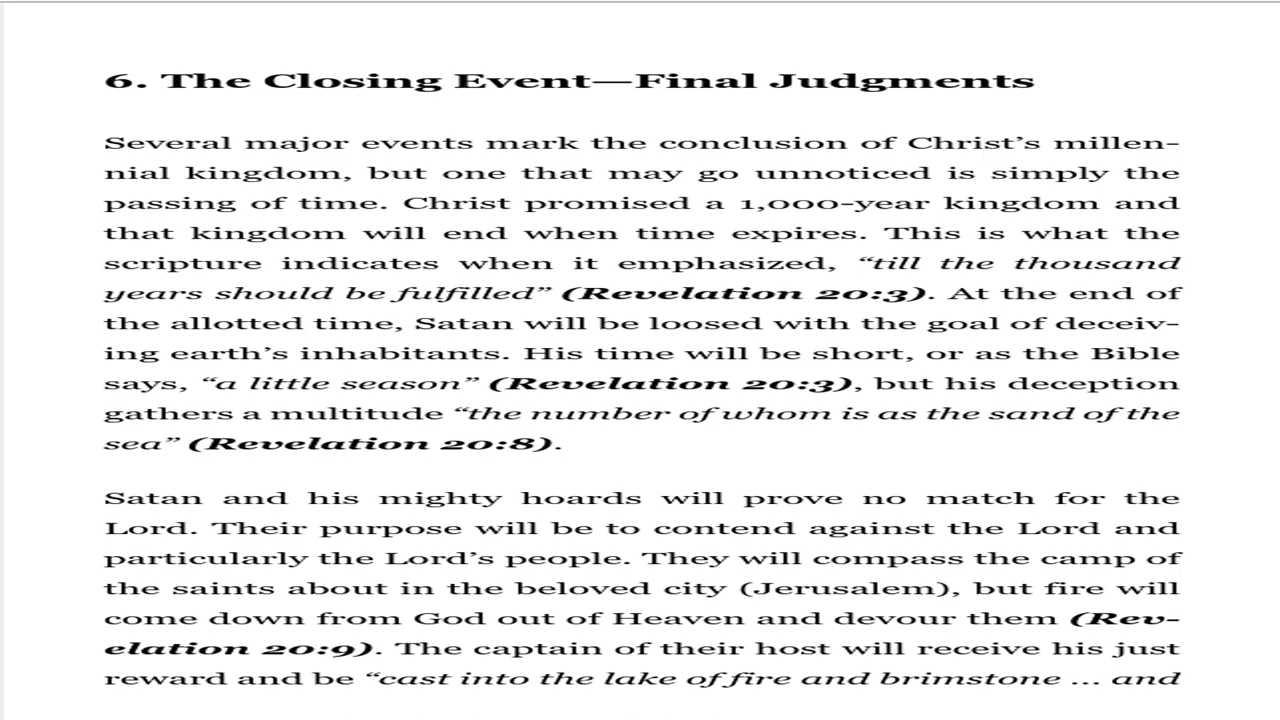 6. The Closing Event—Final Judgments
Several major events mark the conclusion of Christ’s millen-
nial kingdom, but one that may go unnoticed is simply the
passing of time. Christ promised a 1,000-year kingdom and
that kingdom will end when time expires. This is what the
scripture indicates when it emphasized, “till the thousand
years should be fulfilled” (Revelation 20:3). At the end of
the allotted time, Satan will be loosed with the goal of deceiv-
ing earth’s inhabitants. His time will be short, or as the Bible
says, “a little season” (Revelation 20:3), but his deception
gathers a multitude “the number of whom is as the sand of the
sea” (Revelation 20:8).
Satan and his mighty hoards will prove no match for the
Lord. Their purpose will be to contend against the Lord and
particularly the Lord’s people. They will compass the camp of
the saints about in the beloved city (Jerusalem), but fire will
come down from God out of Heaven and devour them (Rev-
elation 20:9). The captain of their host will receive his just
reward and be “cast into the lake of fire and brimstone ... and